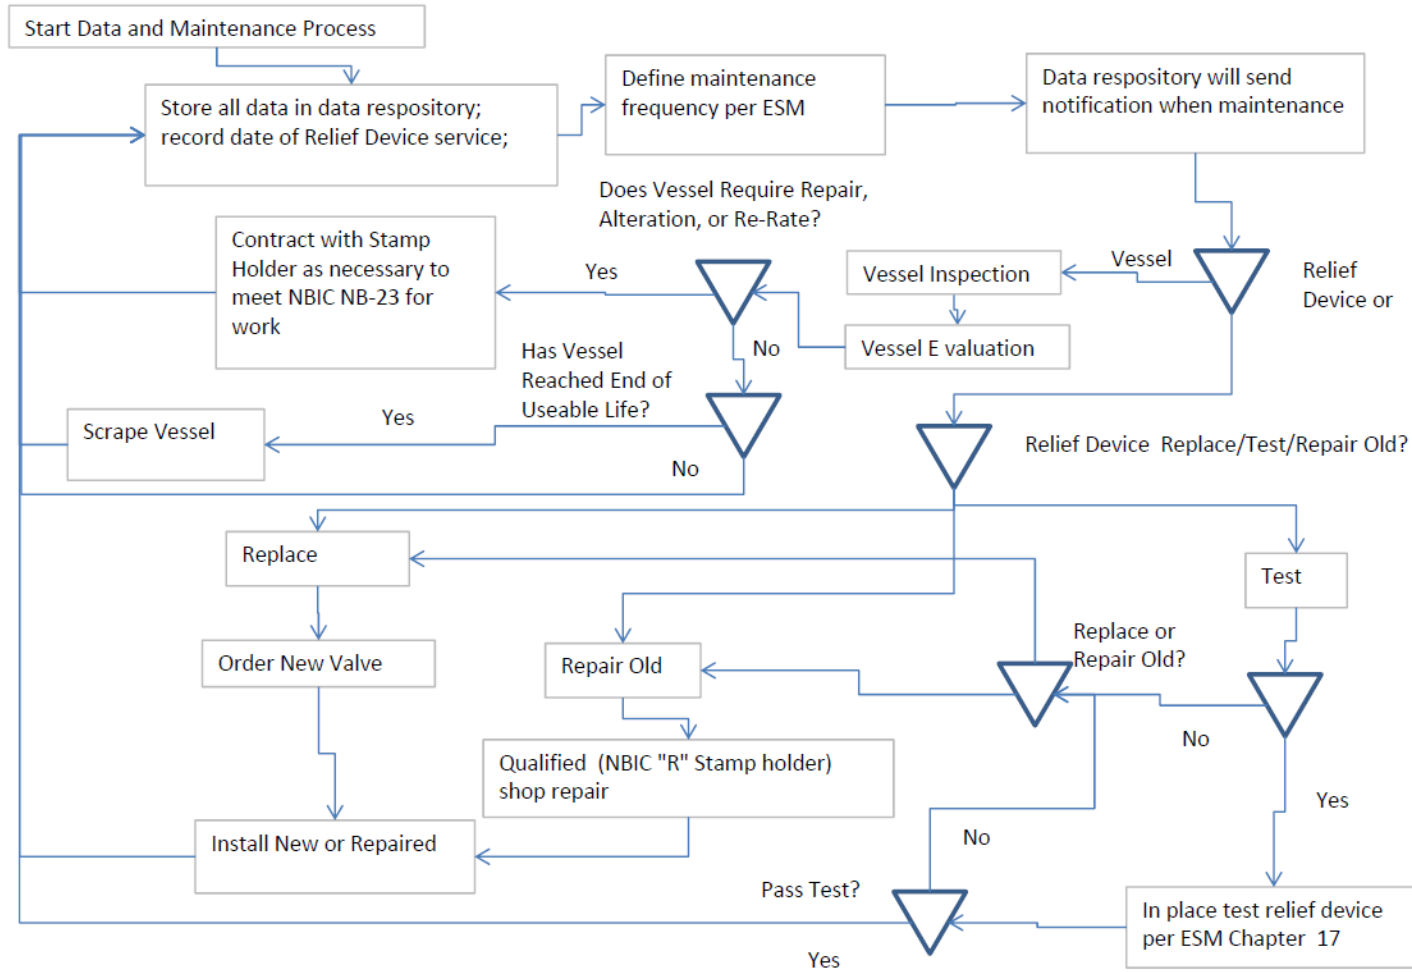 Start Data and Maintenance Process
Store all data in data respository;
record date of Relief Device service;
Define maintenance
frequency per ESM
Data respository will send
notification when maintenance
Does Vessel Require Repair,
Alteration, or Re-Rate?
Contract with Stamp
Holder as necessary to
meet NBIC NB-23 for
work
Yes
Vessel Inspection
Vessel
Relief
Device or
Vessel E valuation
No
Has Vessel
Reached End of
Useable Life?
Yes
Scrape Vessel
No
Relief Device  Replace/Test/Repair Old?
Replace
Test
Order New Valve
Repair Old
Replace or
Repair Old?
No
Qualified  (NBIC "R" Stamp holder)
shop repair
Yes
Install New or Repaired
No
Pass Test?
In place test relief device
per ESM Chapter  17
Yes